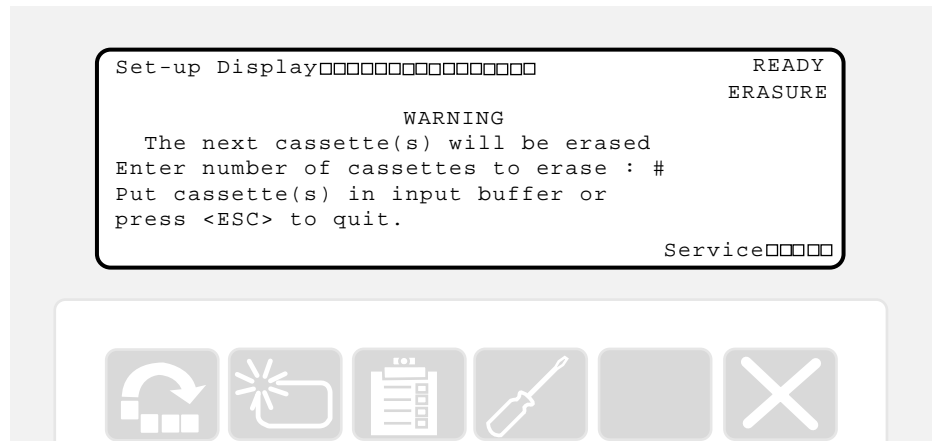 Set-up Display□□□□□□□□□□□□□□□□ READY
ERASURE
WARNING
The next cassette(s) will be erased
Enter number of cassettes to erase : #
Put cassette(s) in input buffer or
press <ESC> to quit.
Service□□□□□